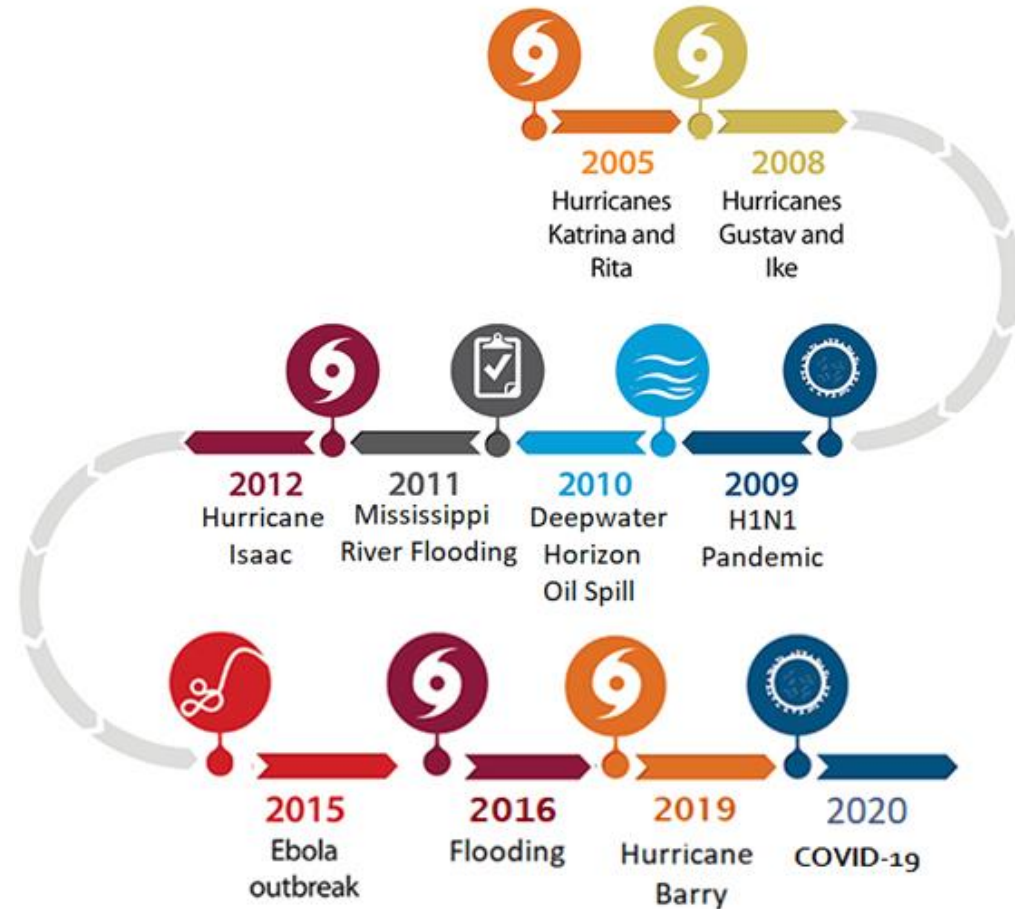 2005
Hurricanes
Katrina and
Rita
2008
Hurricanes
Gustav and
Ike
2012
Hurricane
Isaac
2011
Mississippi
River Flooding
2010
Deepwater
Horizon
Oil Spill
2009
H1N1
Pandemic
2015
Ebola
outbreak
2016
Flooding
2019
Hurricane
Barry
2020
COVID-19